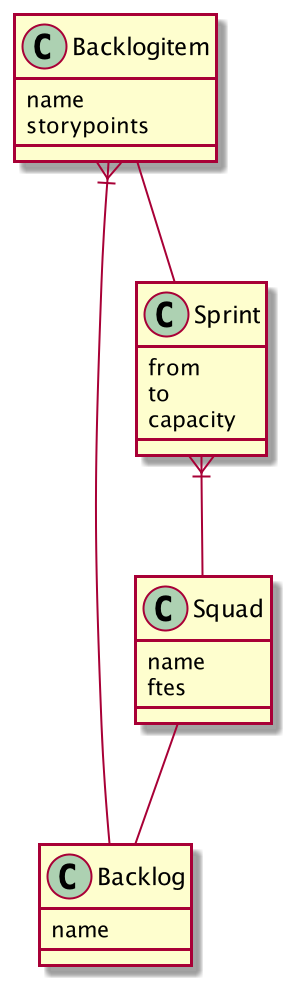 C Backlogitem
name
storypoints
C Sprint
from
to
capacity
C Squad
name
ftes
C Backlog
name